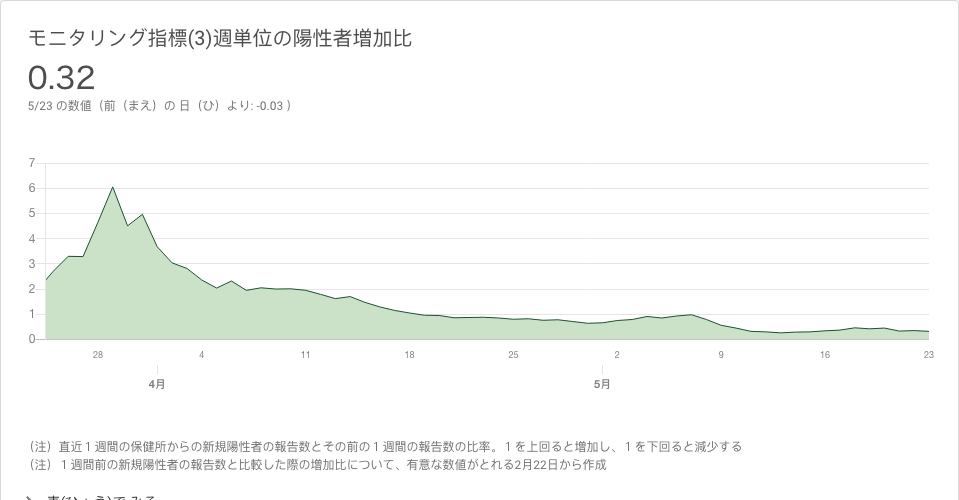 モニタリング指標(3)週単位の陽性者増加比
0.32
5/23 の数値（前（まえ）の 日（ひ）より: -0.03 ）
7
6
5
4
3
2
1
0
28 4 11 18 25 2 9 16 23
4月 5月
（注）直近１週間の保健所からの新規陽性者の報告数とその前の１週間の報告数の比率。１を上回ると増加し、１を下回ると減少する
（注）１週間前の新規陽性者の報告数と比較した際の増加比について、有意な数値がとれる2月22日から作成